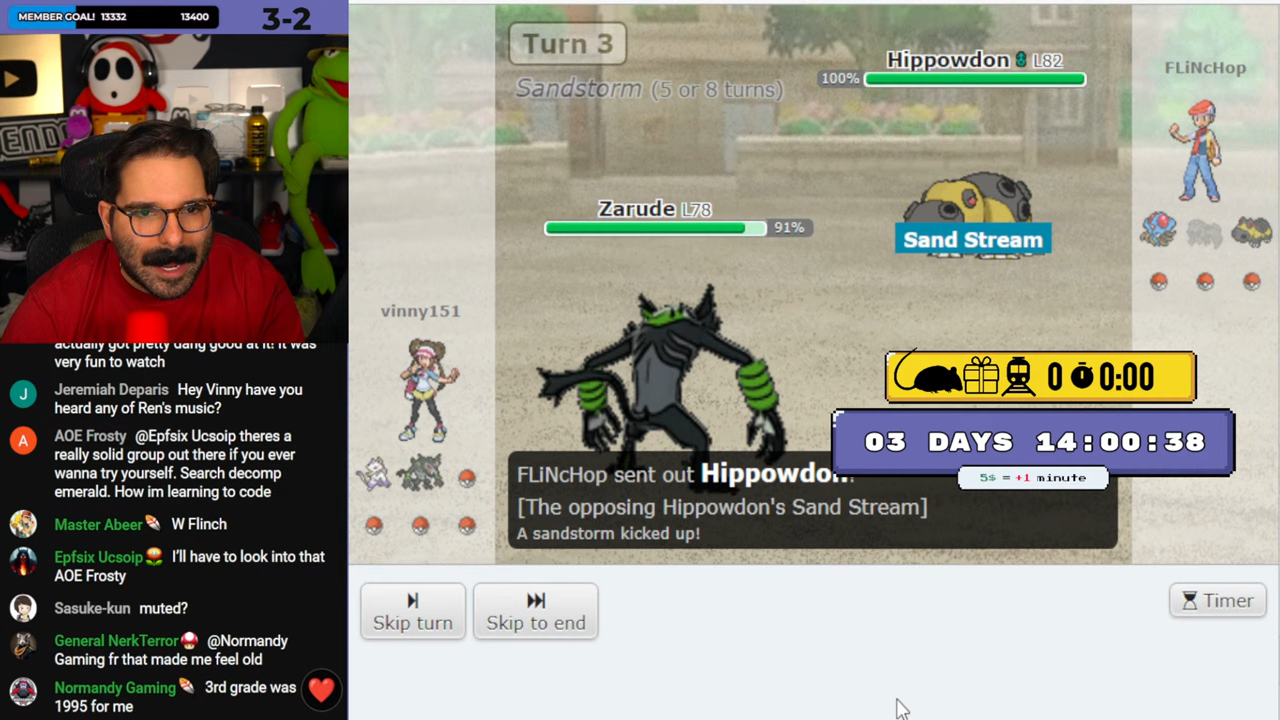 MEMBER GOAL! 13332 13400
3-2
ENDS
actually got pretty dang good at it! It was
very fun to watch
J Jeremiah Deparis Hey Vinny have you
heard any of Ren's music?
A AOE Frosty @Epfsix Ucsoip theres a
really solid group out there if you ever
wanna try yourself. Search decomp
emerald. How im learning to code
Master Abeer W Flinch
Epfsix Ucsoip I'll have to look into that
AOE Frosty
Sasuke-kun muted?
General NerkTerror @Normandy
Gaming fr that made me feel old
Normandy Gaming 3rd grade was
1995 for me
Turn 3
Sandstorm (5 or 8 turns)
Hippowdon L82
100%
FLiNcHop
Zarude L78
91%
Sand Stream
vinny151
0 0:00
03 DAYS 14:00:38
5$ = +1 minute
FLiNcHop sent out Hippowdon!
[The opposing Hippowdon's Sand Stream]
A sandstorm kicked up!
Skip turn
Skip to end
Timer